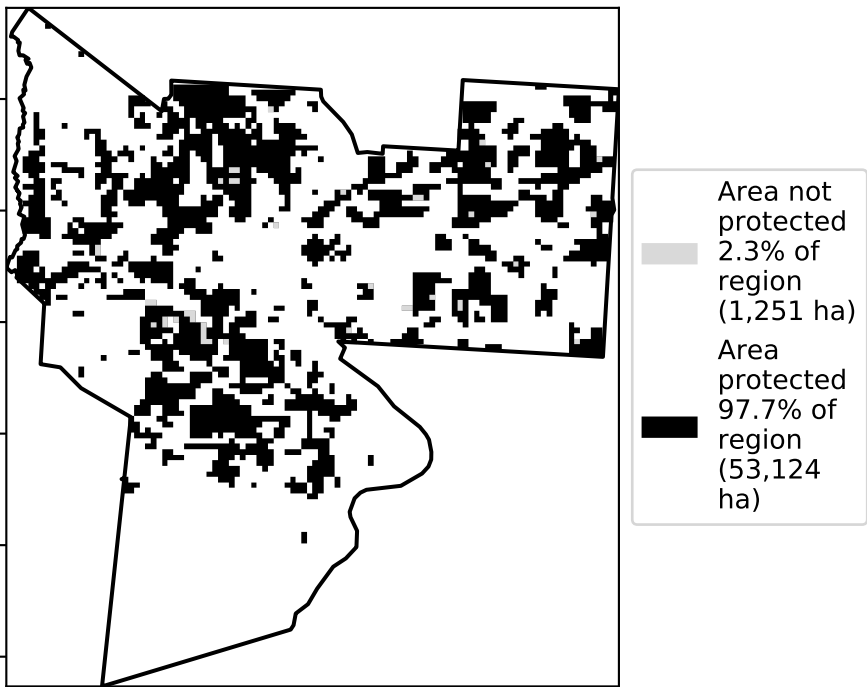 Area not
protected
2.3% of
region
(1,251 ha)
Area
protected
97.7% of
region
(53,124
ha)